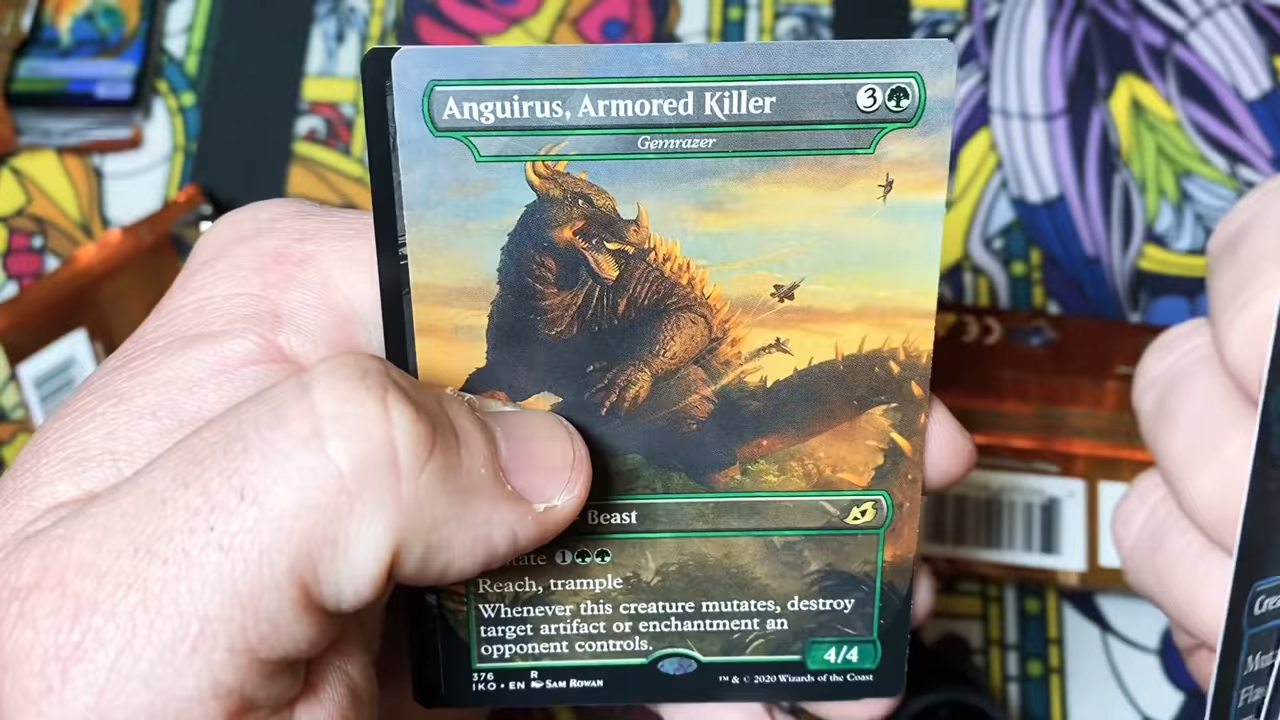 Anguirus, Armored Killer 3
Gemrazer
Beast
1
Reach, trample
Whenever this creature mutates, destroy
target artifact or enchantment an
opponent controls.
4/4
376 R
IKO • EN SAM ROWAN
™ & © 2020 Wizards of the Coast
CE